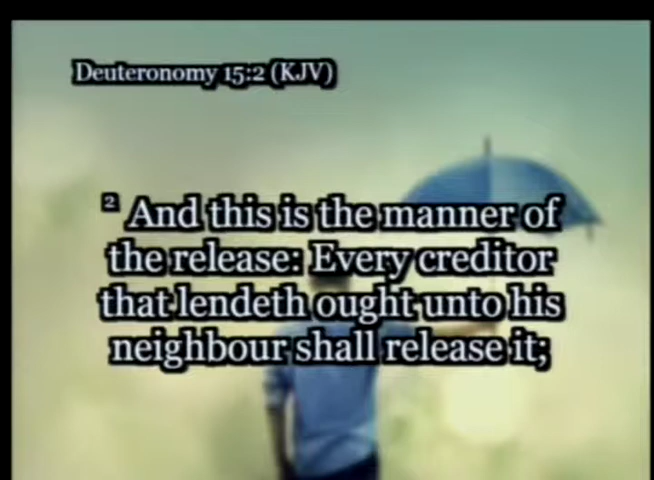 Deuteronomy 15:2 (KJV)
² And this is the manner of
the release: Every creditor
that lendeth ought unto his
neighbour shall release it;